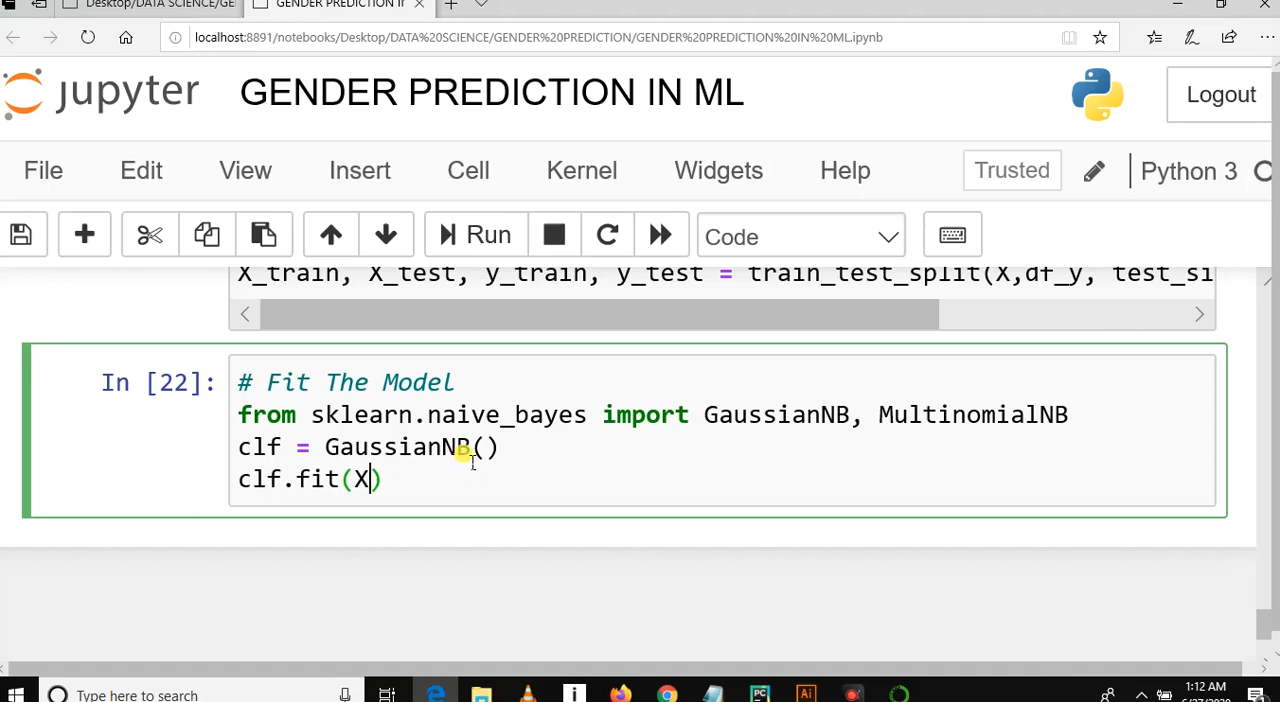 Desktop/DATA SCIENCE/GE
GENDER PREDICTION I
localhost:8891/notebooks/Desktop/DATA%20SCIENCE/GENDER%20PREDICTION/GENDER%20PREDICTION%20IN%20ML.ipynb
jupyter GENDER PREDICTION IN ML Logout
File Edit View Insert Cell Kernel Widgets Help Trusted Python 3
Run Code
X_train, X_test, y_train, y_test = train_test_split(X,df_y, test_si
In [22]: # Fit The Model
from sklearn.naive_bayes import GaussianNB, MultinomialNB
clf = GaussianNB()
clf.fit(X)
Type here to search
PC
Ai
1:12 AM